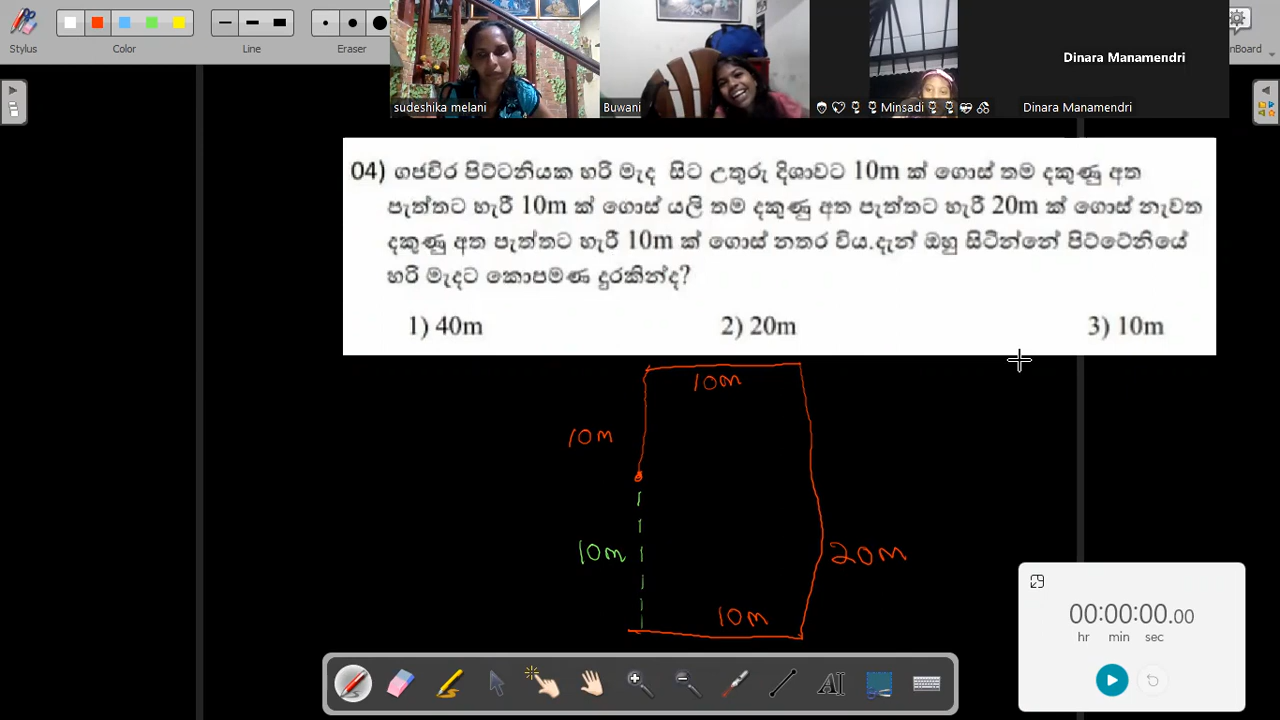 Stylus
Color
Line
Eraser
sudeshika melani
Buwani
Minsadi
Dinara Manamendri
Dinara Manamendri
04) ගජවීර පිට්ටනියක හරි මැද සිට උතුරු දිශාවට 10m ක් ගොස් තම දකුණු අත
පැත්තට හැරී 10m ක් ගොස් යලි තම දකුණු අත පැත්තට හැරී 20m ක් ගොස් නැවත
දකුණු අත පැත්තට හැරී 10m ක් ගොස් නතර විය.දැන් ඔහු සිටින්නේ පිට්ටේනියේ
හරි මැදට කොපමණ දුරකින්ද?
1) 40m 2) 20m 3) 10m
10m
10m
10m
20m
10m
00:00:00.00
hr min sec
AI